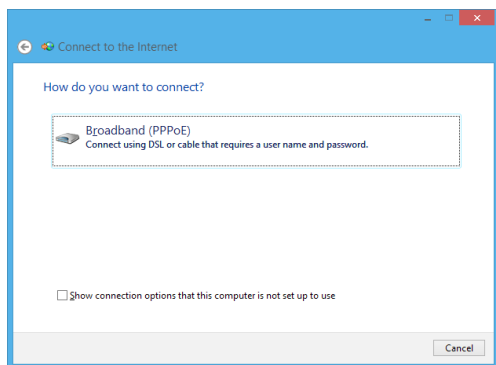 Connect to the Internet
How do you want to connect?
Broadband (PPPoE)
Connect using DSL or cable that requires a user name and password.
Show connection options that this computer is not set up to use
Cancel